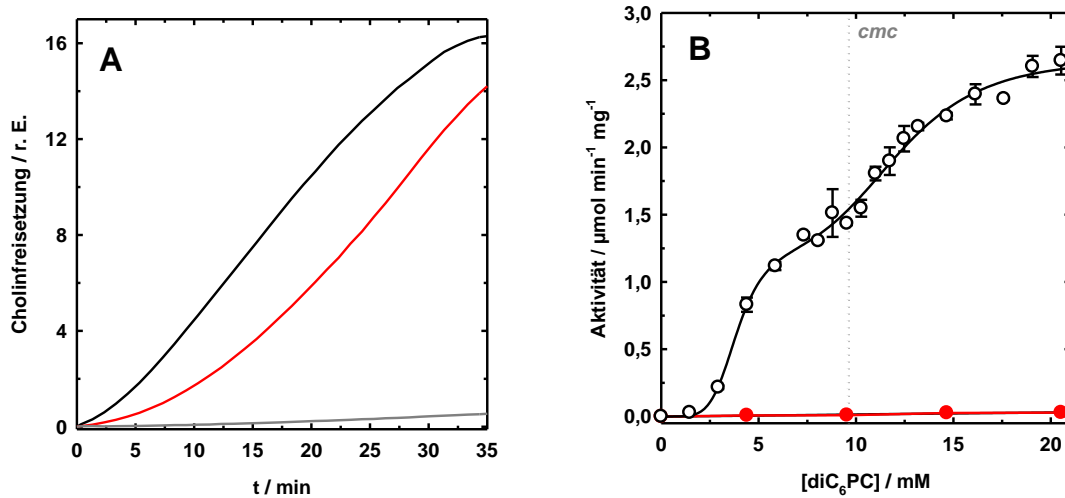 A
Cholinfreisetzung / r. E.
16
12
8
4
0
0 5 10 15 20 25 30 35
t / min
B
cmc
Aktivität / µmol min⁻¹ mg⁻¹
3,0
2,5
2,0
1,5
1,0
0,5
0,0
0 5 10 15 20
[diC₆PC] / mM